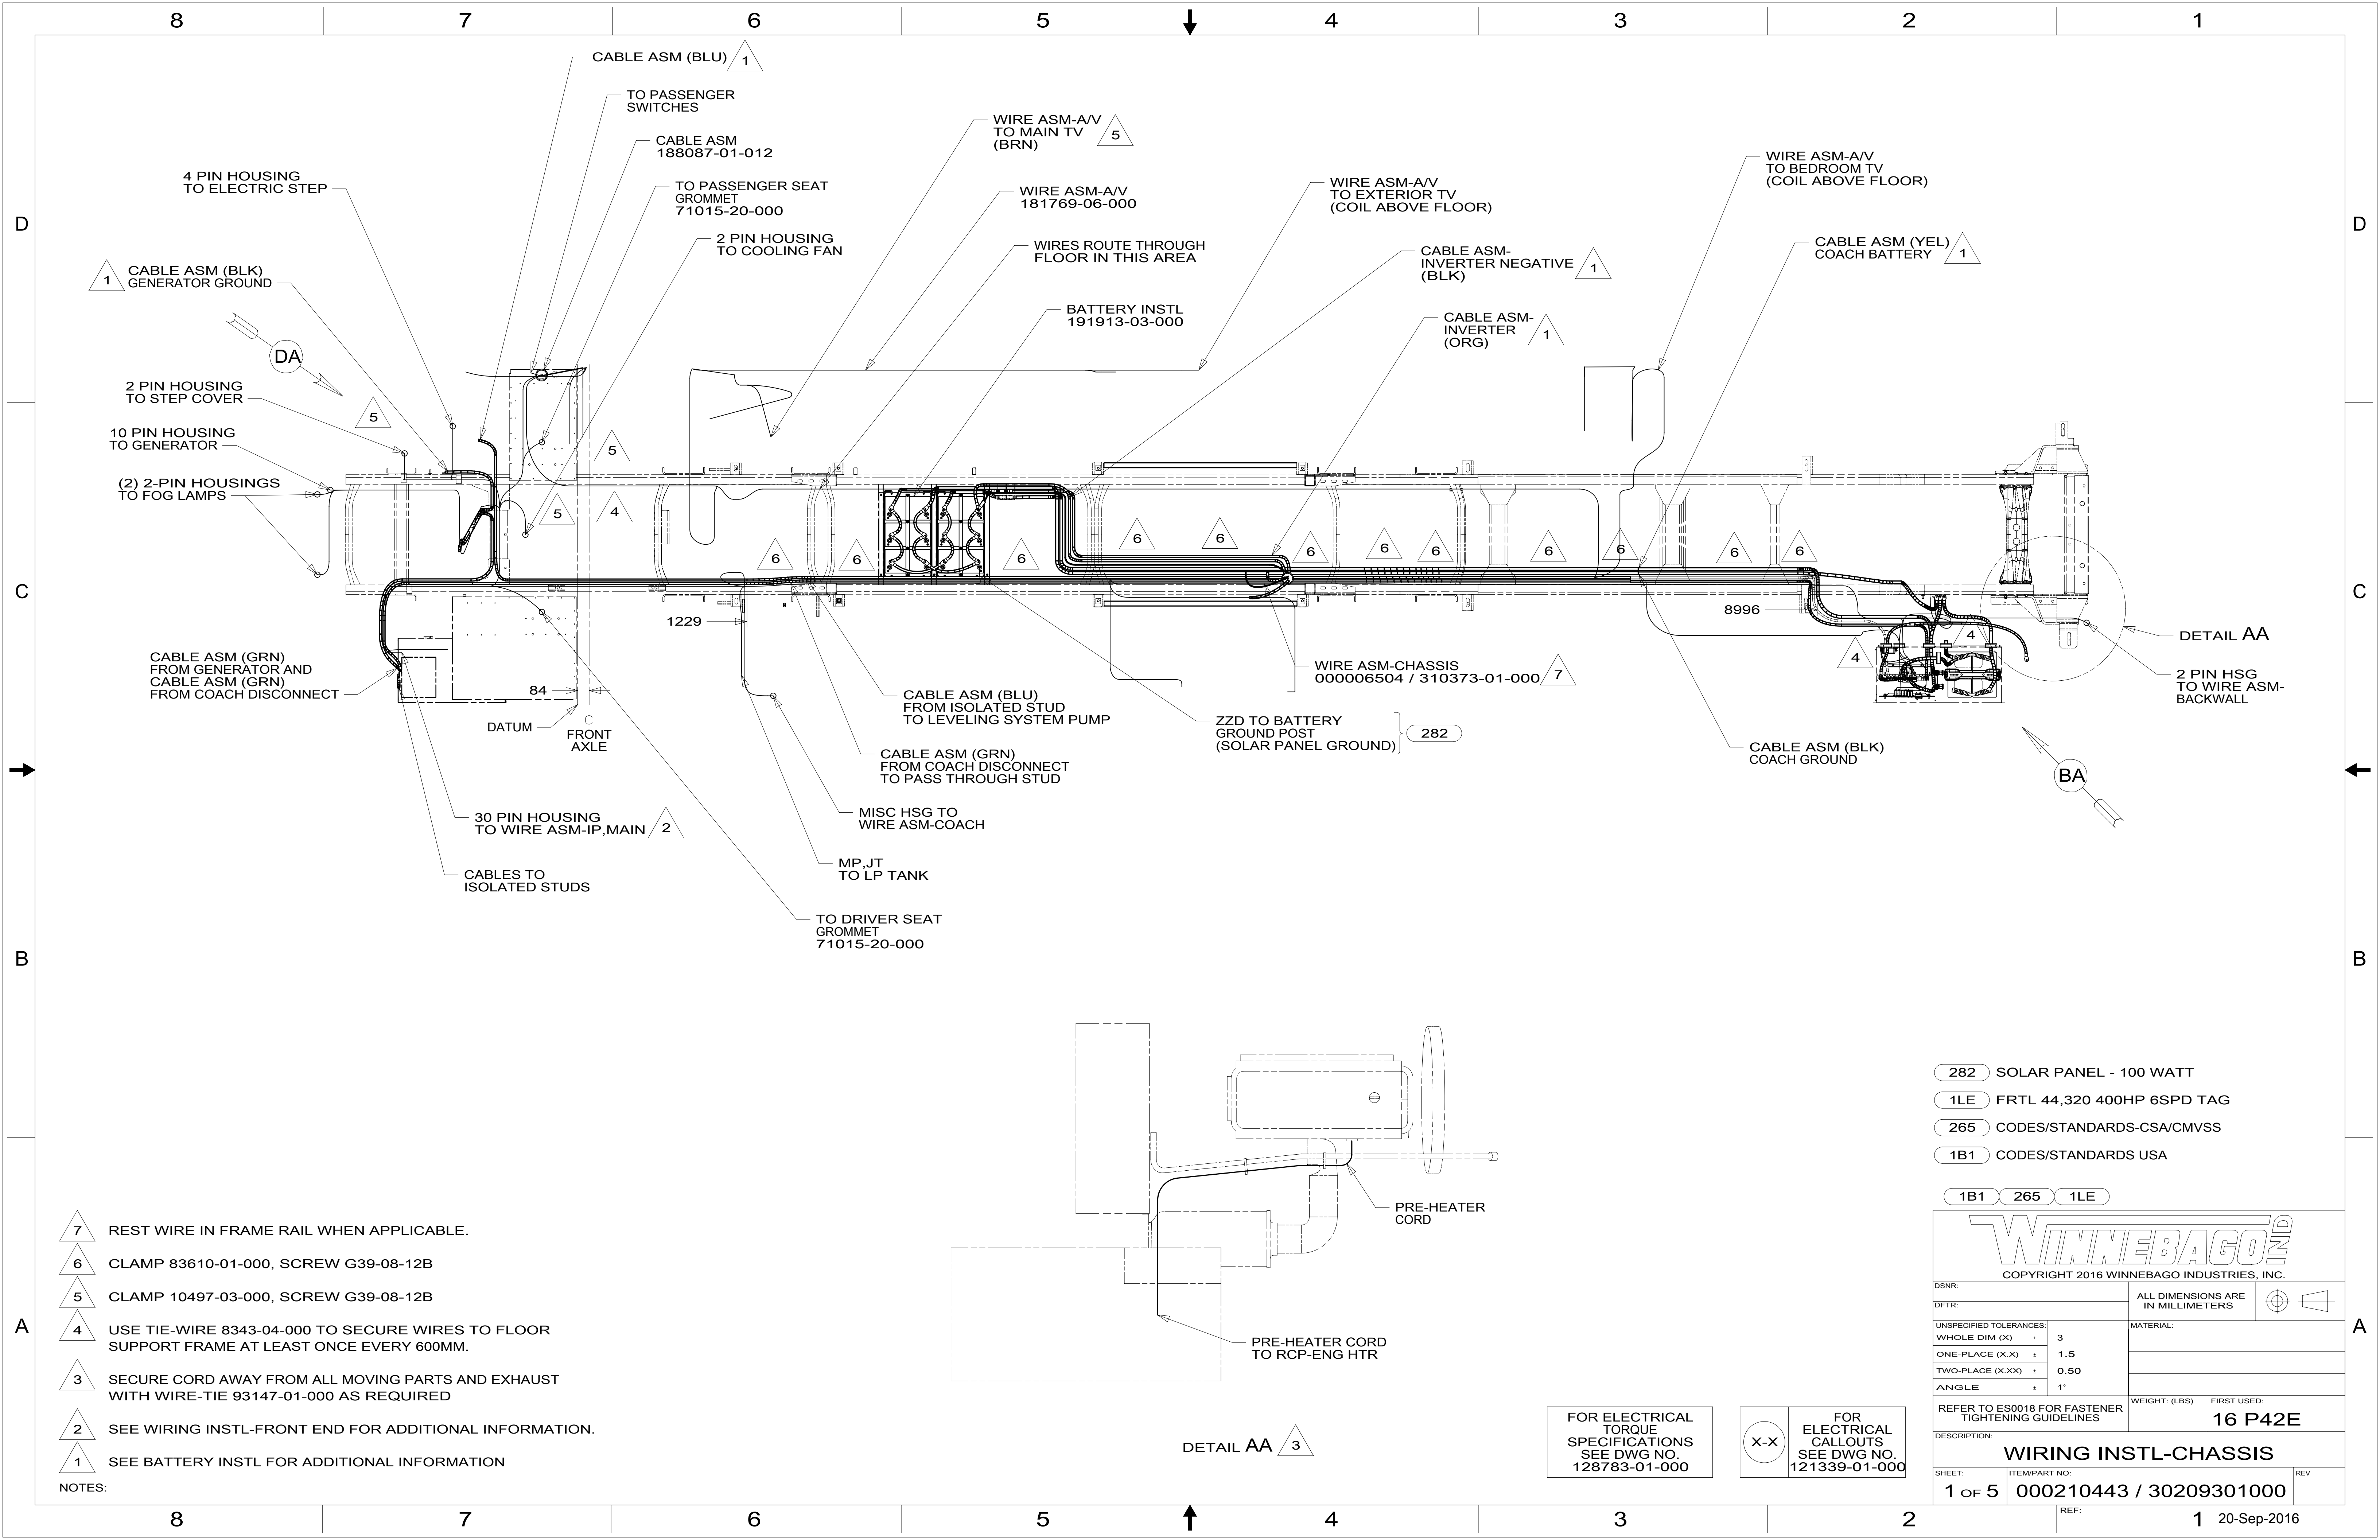 8 7 6 5 4 3 2 1
D
C
B
A
D
C
B
A
CABLE ASM (BLU) 1
TO PASSENGER
SWITCHES
CABLE ASM
188087-01-012
4 PIN HOUSING
TO ELECTRIC STEP
TO PASSENGER SEAT
GROMMET
71015-20-000
2 PIN HOUSING
TO COOLING FAN
1 CABLE ASM (BLK)
GENERATOR GROUND
WIRE ASM-A/V
TO MAIN TV
(BRN)
5
WIRE ASM-A/V
181769-06-000
WIRES ROUTE THROUGH
FLOOR IN THIS AREA
BATTERY INSTL
191913-03-000
WIRE ASM-A/V
TO EXTERIOR TV
(COIL ABOVE FLOOR)
CABLE ASM-
INVERTER NEGATIVE
(BLK)
1
CABLE ASM-
INVERTER
(ORG)
1
WIRE ASM-A/V
TO BEDROOM TV
(COIL ABOVE FLOOR)
CABLE ASM (YEL)
COACH BATTERY
1
DA
2 PIN HOUSING
TO STEP COVER
5
10 PIN HOUSING
TO GENERATOR
(2) 2-PIN HOUSINGS
TO FOG LAMPS
5
5
4
6
6
6
6
6
6
6
6
6
6
6
6
1229
8996
4
4
84
DATUM
C L
FRONT
AXLE
CABLE ASM (GRN)
FROM GENERATOR AND
CABLE ASM (GRN)
FROM COACH DISCONNECT
CABLE ASM (BLU)
FROM ISOLATED STUD
TO LEVELING SYSTEM PUMP
CABLE ASM (GRN)
FROM COACH DISCONNECT
TO PASS THROUGH STUD
MISC HSG TO
WIRE ASM-COACH
MP,JT
TO LP TANK
TO DRIVER SEAT
GROMMET
71015-20-000
30 PIN HOUSING
TO WIRE ASM-IP,MAIN
2
CABLES TO
ISOLATED STUDS
WIRE ASM-CHASSIS
000006504 / 310373-01-000
7
ZZD TO BATTERY
GROUND POST
(SOLAR PANEL GROUND)
282
CABLE ASM (BLK)
COACH GROUND
DETAIL AA
2 PIN HSG
TO WIRE ASM-
BACKWALL
BA
PRE-HEATER
CORD
PRE-HEATER CORD
TO RCP-ENG HTR
DETAIL AA 3
7 REST WIRE IN FRAME RAIL WHEN APPLICABLE.
6 CLAMP 83610-01-000, SCREW G39-08-12B
5 CLAMP 10497-03-000, SCREW G39-08-12B
4 USE TIE-WIRE 8343-04-000 TO SECURE WIRES TO FLOOR
SUPPORT FRAME AT LEAST ONCE EVERY 600MM.
3 SECURE CORD AWAY FROM ALL MOVING PARTS AND EXHAUST
WITH WIRE-TIE 93147-01-000 AS REQUIRED
2 SEE WIRING INSTL-FRONT END FOR ADDITIONAL INFORMATION.
1 SEE BATTERY INSTL FOR ADDITIONAL INFORMATION
NOTES:
FOR ELECTRICAL
TORQUE
SPECIFICATIONS
SEE DWG NO.
128783-01-000
X-X
FOR
ELECTRICAL
CALLOUTS
SEE DWG NO.
121339-01-000
282 SOLAR PANEL - 100 WATT
1LE FRTL 44,320 400HP 6SPD TAG
265 CODES/STANDARDS-CSA/CMVSS
1B1 CODES/STANDARDS USA
1B1 265 1LE
WINNEBAGO IND
COPYRIGHT 2016 WINNEBAGO INDUSTRIES, INC.
DSNR:
DFTR:
ALL DIMENSIONS ARE
IN MILLIMETERS
UNSPECIFIED TOLERANCES:
WHOLE DIM (X) ± 3
ONE-PLACE (X.X) ± 1.5
TWO-PLACE (X.XX) ± 0.50
ANGLE ± 1°
MATERIAL:
REFER TO ES0018 FOR FASTENER
TIGHTENING GUIDELINES
WEIGHT: (LBS)
FIRST USED:
16 P42E
DESCRIPTION:
WIRING INSTL-CHASSIS
SHEET:
1 OF 5
ITEM/PART NO:
000210443 / 30209301000
REV
REF:
8 7 6 5 4 3 2 1
20-Sep-2016